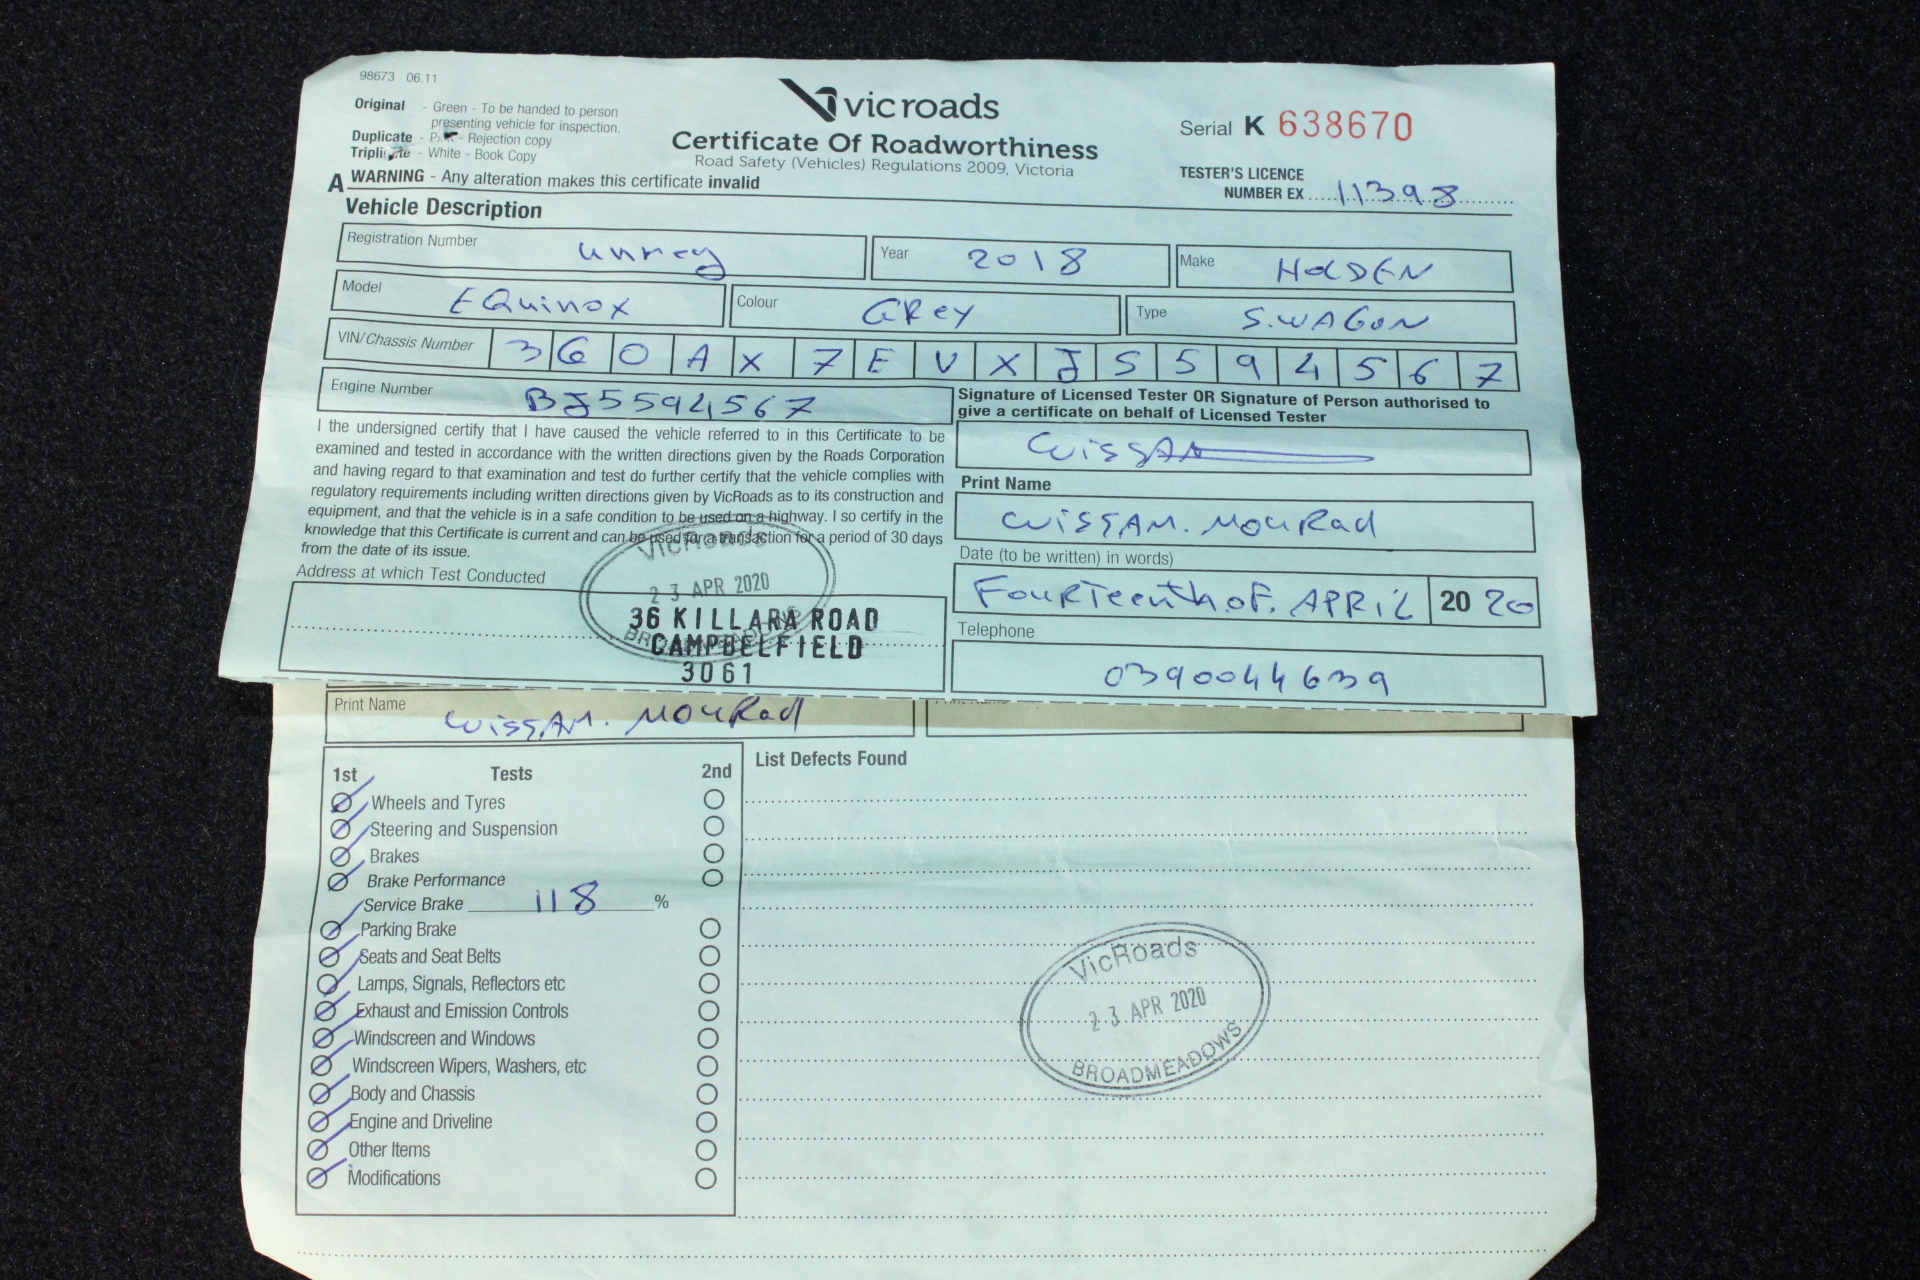 98673 06.11
Original - Green - To be handed to person
presenting vehicle for inspection.
Duplicate - Pink - Rejection copy
Triplicate - White - Book Copy
vicroads
Certificate Of Roadworthiness
Road Safety (Vehicles) Regulations 2009, Victoria
Serial K 638670
TESTER'S LICENCE
NUMBER EX 11398
A WARNING - Any alteration makes this certificate invalid
Vehicle Description
Registration Number unreg
Year 2018
Make HOLDEN
Model EQuinox
Colour GREY
Type S.WAGON
VIN/Chassis Number 3 G O A X 7 E V X J S 5 9 4 5 6 7
Engine Number BJS594567
Signature of Licensed Tester OR Signature of Person authorised to
give a certificate on behalf of Licensed Tester
WISSAM
I the undersigned certify that I have caused the vehicle referred to in this Certificate to be
examined and tested in accordance with the written directions given by the Roads Corporation
and having regard to that examination and test do further certify that the vehicle complies with
regulatory requirements including written directions given by VicRoads as to its construction and
equipment, and that the vehicle is in a safe condition to be used on a highway. I so certify in the
knowledge that this Certificate is current and can be used for a transaction for a period of 30 days
from the date of its issue.
Print Name
WISSAM. MOURAd
Date (to be written) in words)
FOURTeenth.oF. APRIL 20 20
Address at which Test Conducted
VicRoads
23 APR 2020
BROADMEADOWS
36 KILLARA ROAD
CAMPBELFIELD
3061
Telephone
0390044639
Print Name WISSAM. MOURAd
1st Tests 2nd
Wheels and Tyres
Steering and Suspension
Brakes
Brake Performance
Service Brake 118 %
Parking Brake
Seats and Seat Belts
Lamps, Signals, Reflectors etc
Exhaust and Emission Controls
Windscreen and Windows
Windscreen Wipers, Washers, etc
Body and Chassis
Engine and Driveline
Other Items
Modifications
List Defects Found
VicRoads
23 APR 2020
BROADMEADOWS